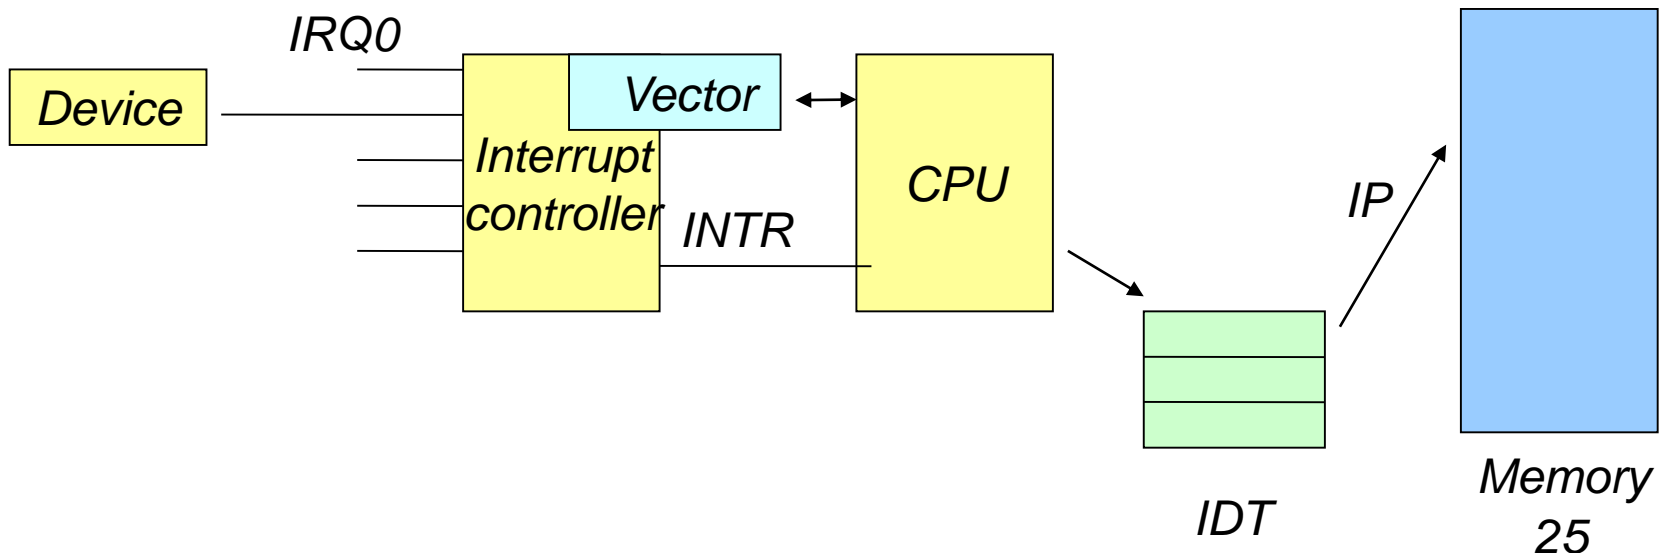 IRQ0
Device
Vector
Interrupt
controller
INTR
CPU
IP
IDT
Memory
25